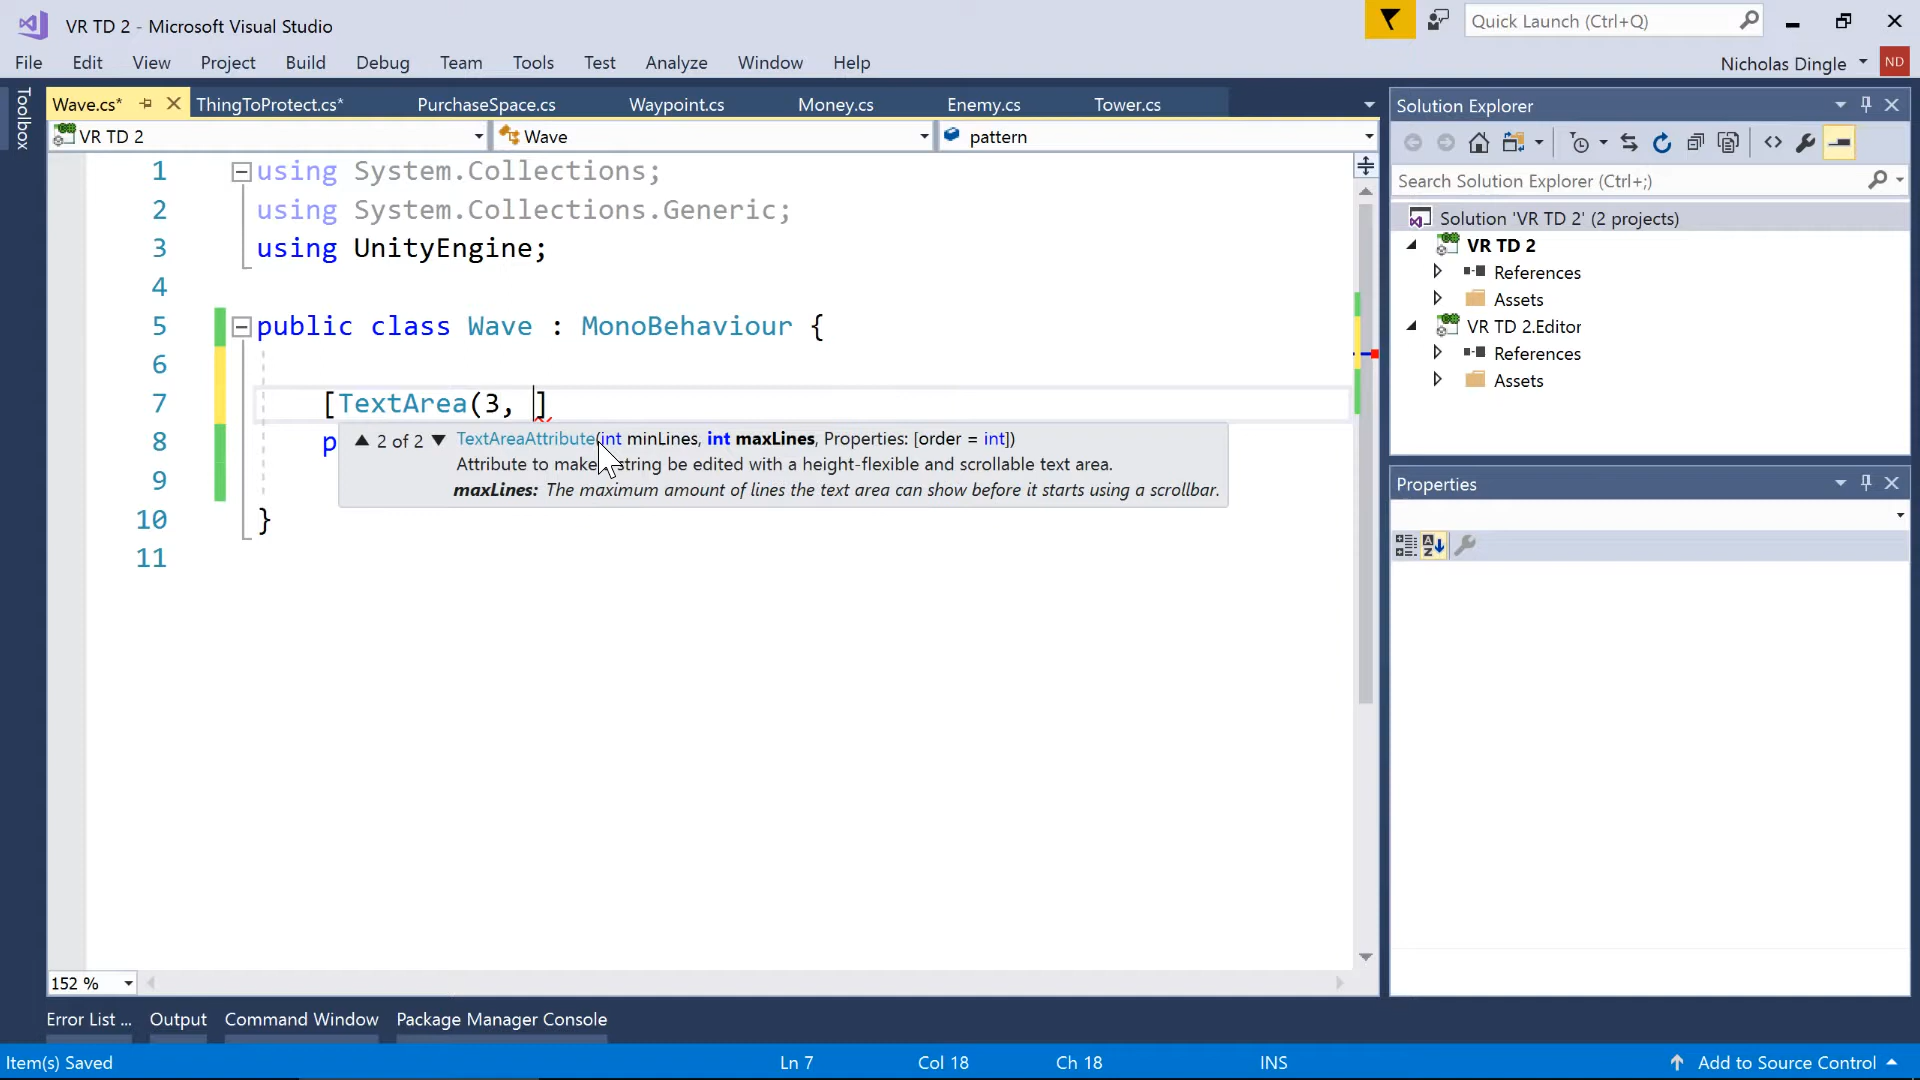 VR TD 2 - Microsoft Visual Studio
Quick Launch (Ctrl+Q)
File Edit View Project Build Debug Team Tools Test Analyze Window Help
Nicholas Dingle ND
Toolbox
Wave.cs* ThingToProtect.cs* PurchaseSpace.cs Waypoint.cs Money.cs Enemy.cs Tower.cs
VR TD 2 Wave pattern
1 using System.Collections;
2 using System.Collections.Generic;
3 using UnityEngine;
4
5 public class Wave : MonoBehaviour {
6
7 [TextArea(3, ]
8 p
9
10 }
11
2 of 2 TextAreaAttribute(int minLines, int maxLines, Properties: [order = int])
Attribute to make string be edited with a height-flexible and scrollable text area.
maxLines: The maximum amount of lines the text area can show before it starts using a scrollbar.
152 %
Solution Explorer
Search Solution Explorer (Ctrl+;)
Solution 'VR TD 2' (2 projects)
VR TD 2
References
Assets
VR TD 2.Editor
References
Assets
Properties
Error List ... Output Command Window Package Manager Console
Item(s) Saved Ln 7 Col 18 Ch 18 INS Add to Source Control